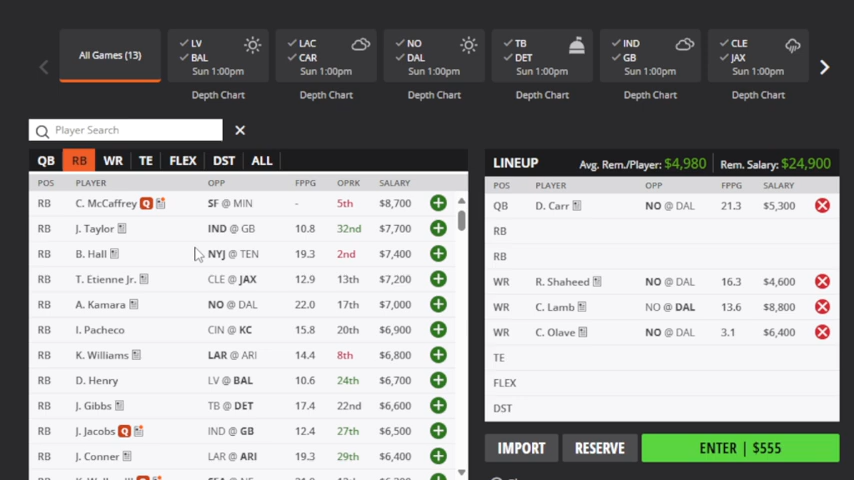 All Games (13)
LV
BAL
Sun 1:00pm
LAC
CAR
Sun 1:00pm
NO
DAL
Sun 1:00pm
TB
DET
Sun 1:00pm
IND
GB
Sun 1:00pm
CLE
JAX
Sun 1:00pm
Depth Chart Depth Chart Depth Chart Depth Chart Depth Chart Depth Chart
Player Search
QB RB WR TE FLEX DST ALL
POS PLAYER OPP FPPG OPRK SALARY
RB C. McCaffrey Q SF @ MIN - 5th $8,700
RB J. Taylor IND @ GB 10.8 32nd $7,700
RB B. Hall NYJ @ TEN 19.3 2nd $7,400
RB T. Etienne Jr. CLE @ JAX 12.9 13th $7,200
RB A. Kamara NO @ DAL 22.0 17th $7,000
RB I. Pacheco CIN @ KC 15.8 20th $6,900
RB K. Williams LAR @ ARI 14.4 8th $6,800
RB D. Henry LV @ BAL 10.6 24th $6,700
RB J. Gibbs TB @ DET 17.4 22nd $6,600
RB J. Jacobs Q IND @ GB 12.4 27th $6,500
RB J. Conner LAR @ ARI 19.3 29th $6,400
LINEUP Avg. Rem./Player: $4,980 Rem. Salary: $24,900
POS PLAYER OPP FPPG SALARY
QB D. Carr NO @ DAL 21.3 $5,300
RB
RB
WR R. Shaheed NO @ DAL 16.3 $4,600
WR C. Lamb NO @ DAL 13.6 $8,800
WR C. Olave NO @ DAL 3.1 $6,400
TE
FLEX
DST
IMPORT RESERVE ENTER | $555